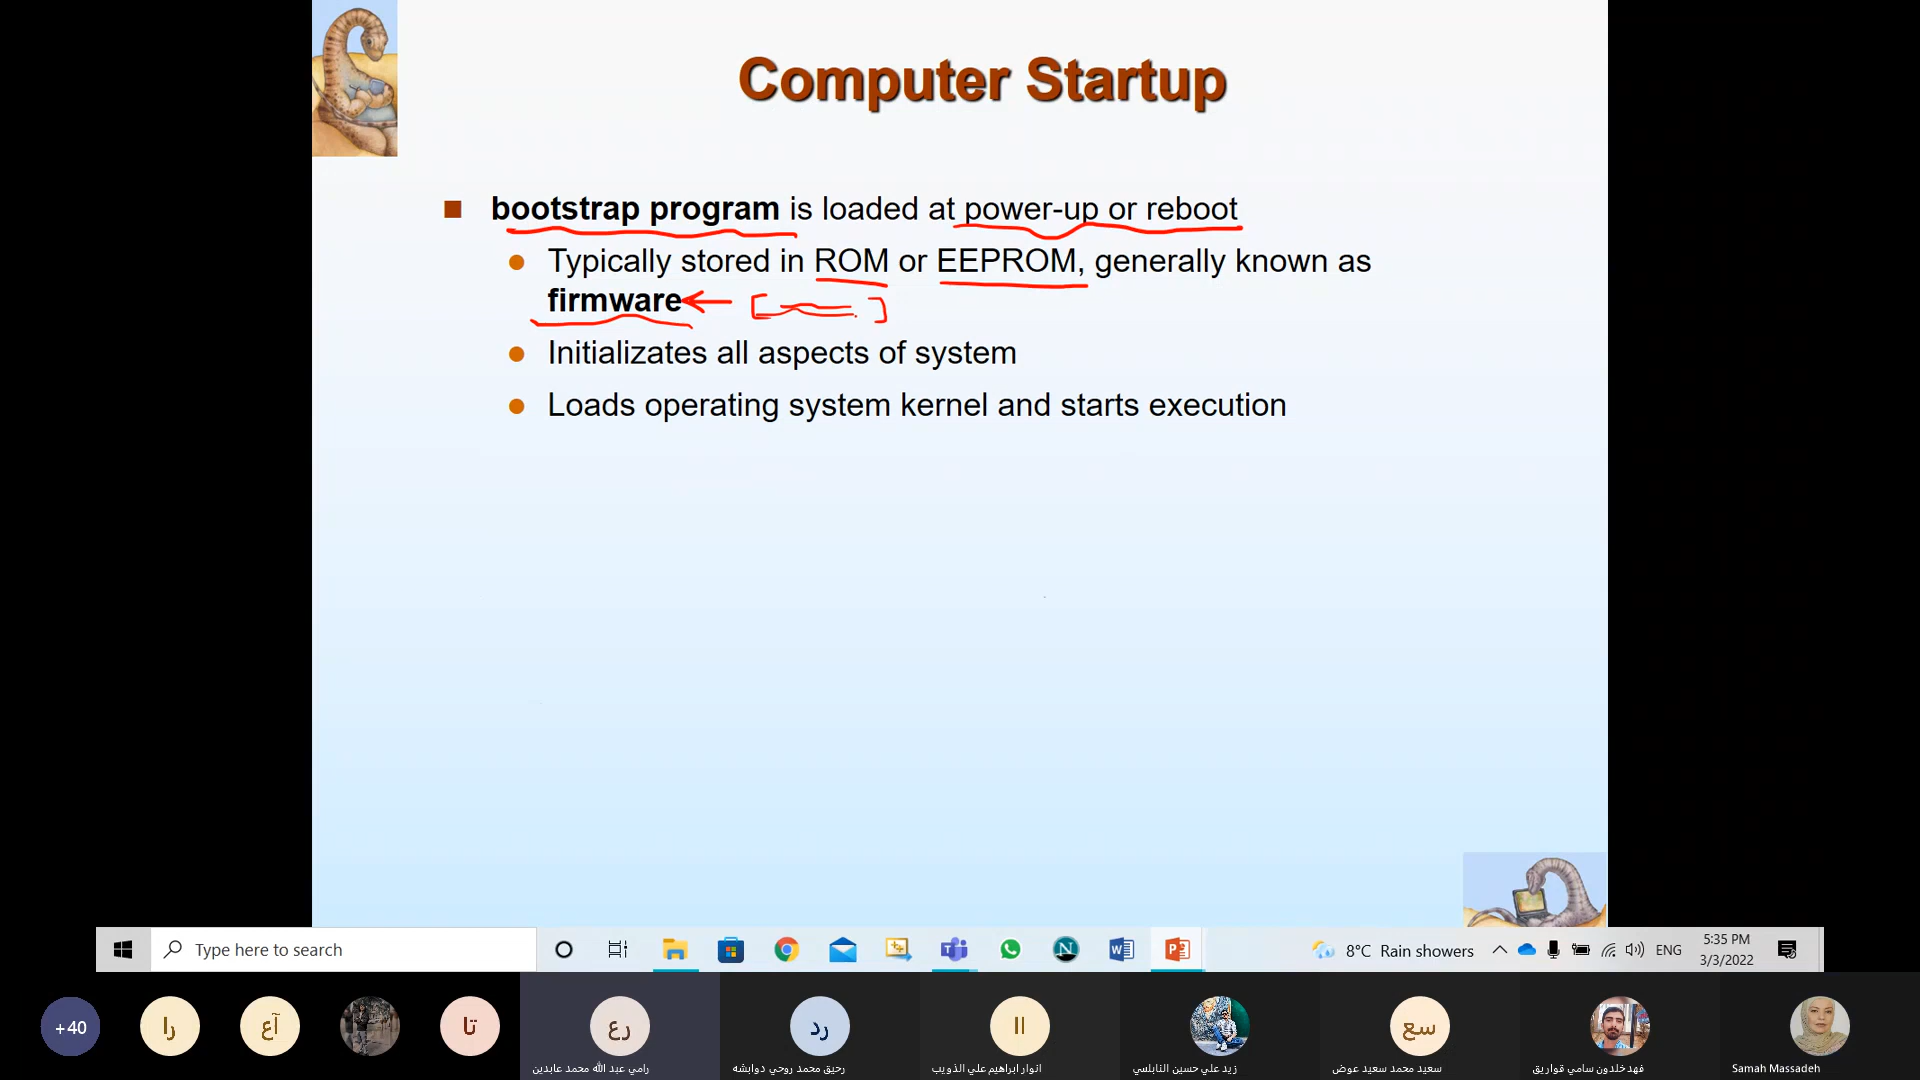 Computer Startup
bootstrap program is loaded at power-up or reboot
Typically stored in ROM or EEPROM, generally known as
firmware
Initializates all aspects of system
Loads operating system kernel and starts execution
Type here to search
8°C Rain showers
ENG
5:35 PM
3/3/2022
+40
را
آع
تا
رع
رد
اا
سع
رامي عبد الله محمد عابدين
رحيق محمد روحي دوابشه
انوار ابراهيم علي الذويب
زيد علي حسين النابلسي
سعيد محمد سعيد عوض
فهدخلدون سامي قواريق
Samah Massadeh